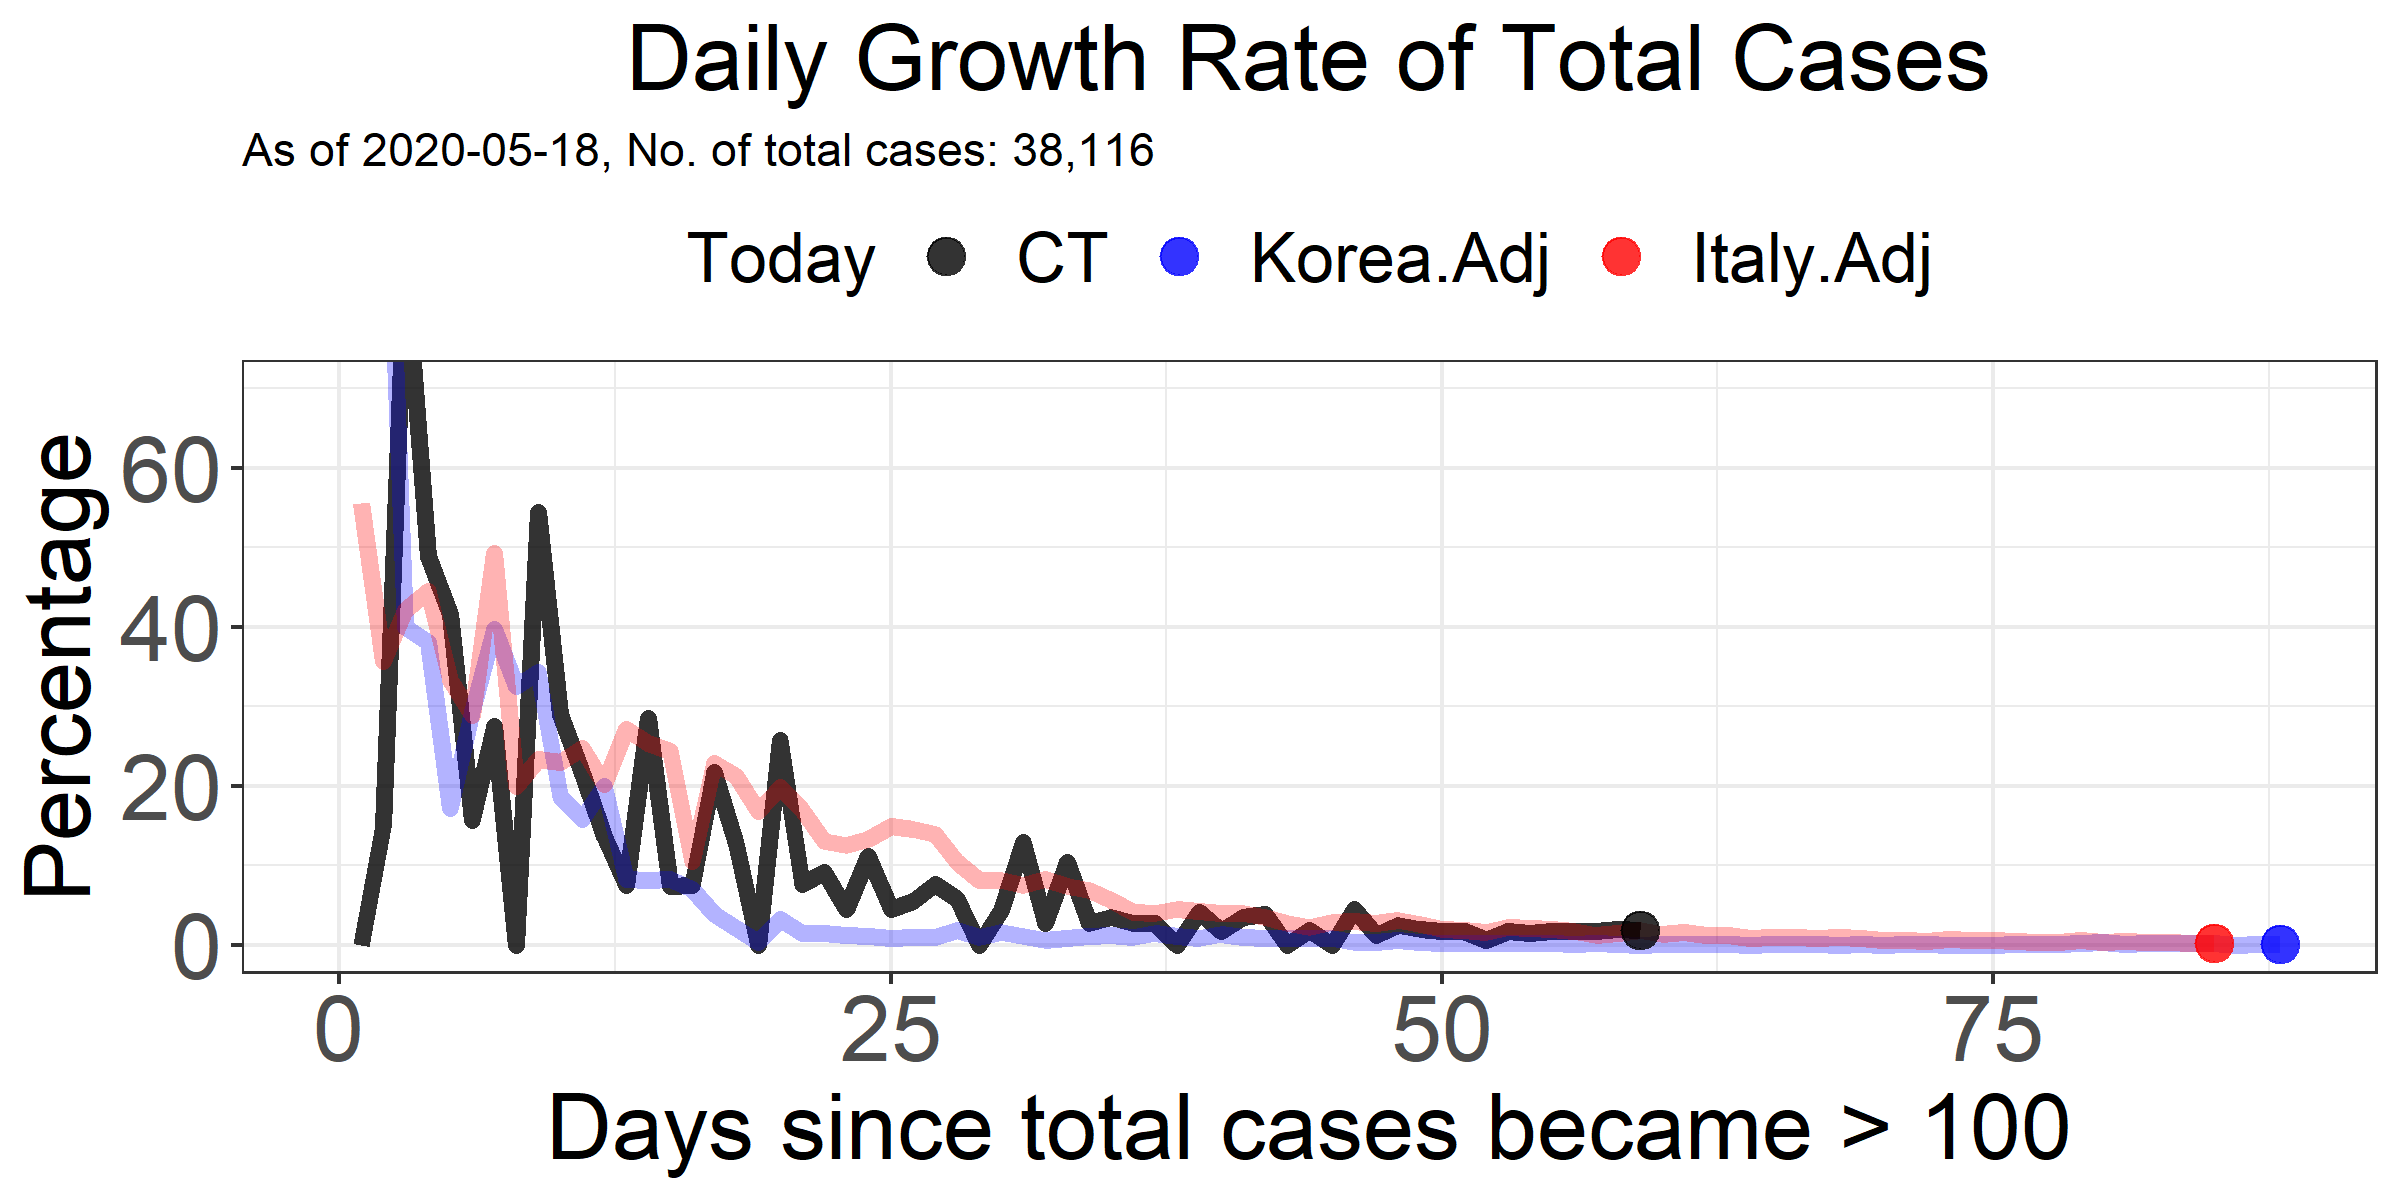 Daily Growth Rate of Total Cases
As of 2020-05-18, No. of total cases: 38,116
Today CT Korea.Adj Italy.Adj
Percentage
60
40
20
0
0 25 50 75
Days since total cases became > 100